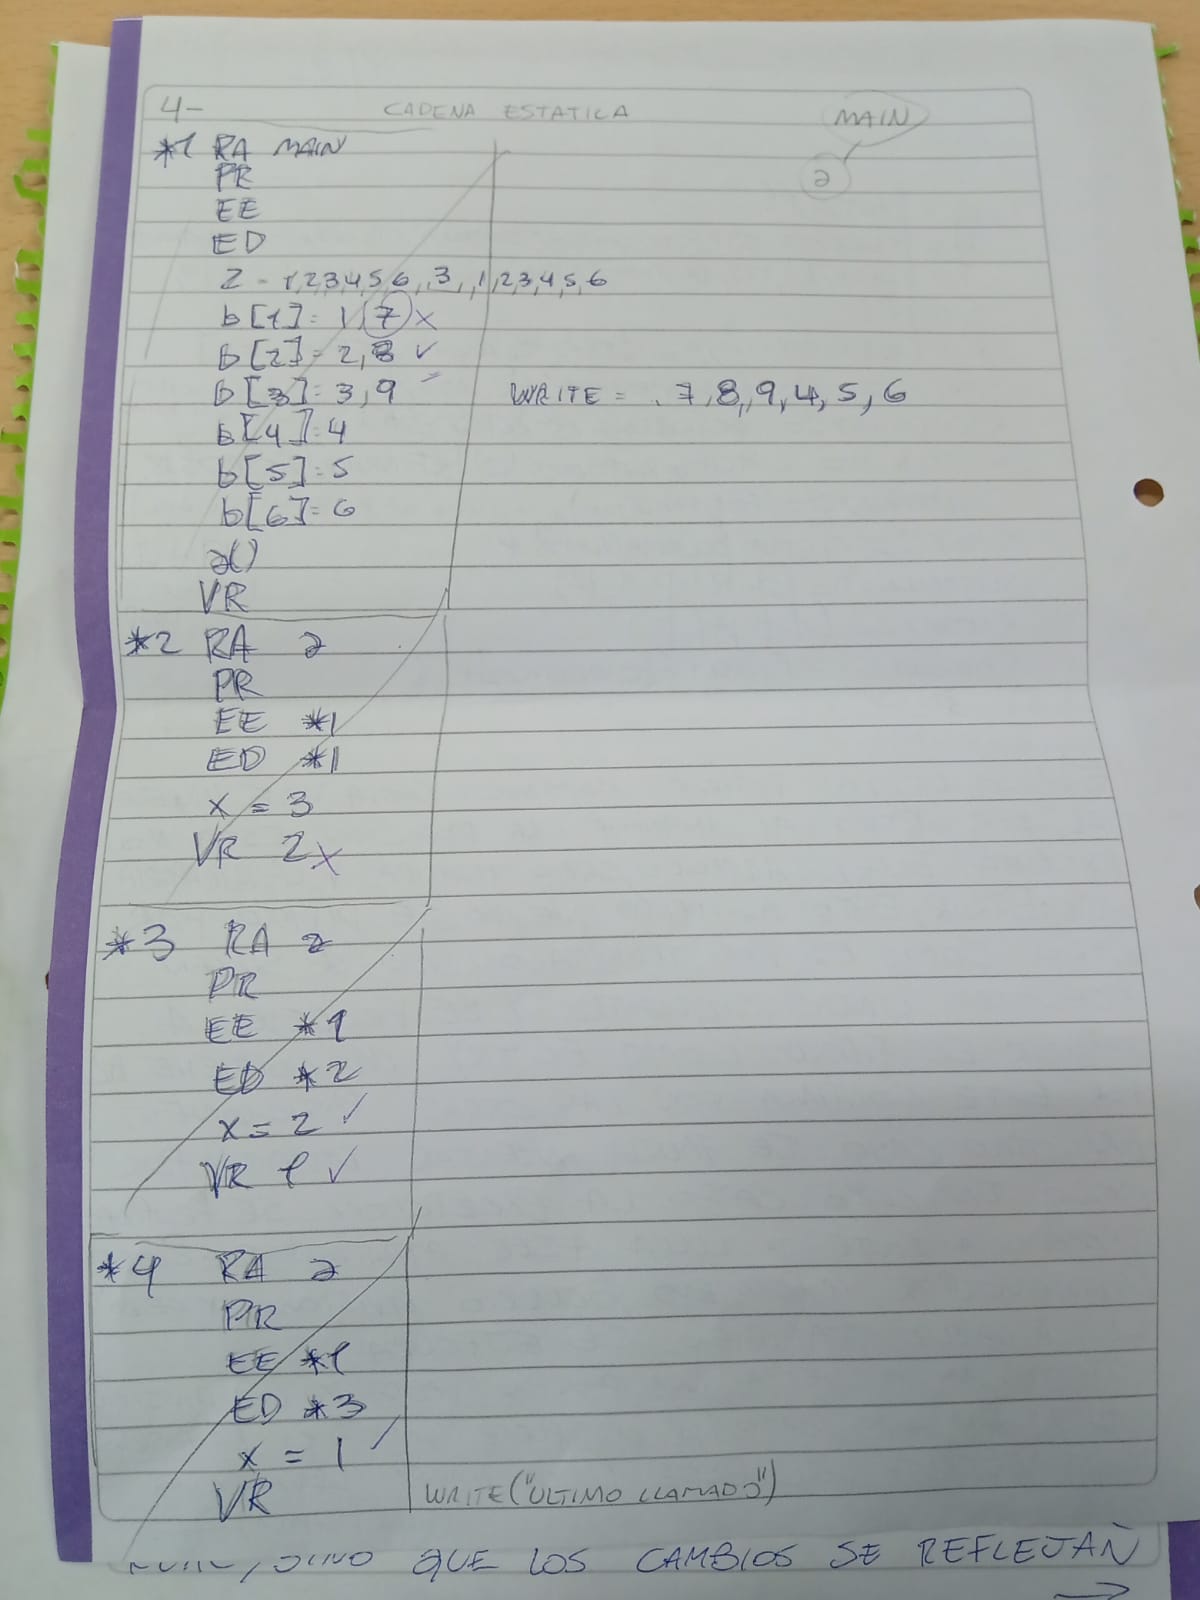 4-
CADENA ESTATICA
MAIN
a
*1 RA MAIN
PR
EE
ED
Z = 1,2,3,4,5,6,,3,,1,2,3,4,5,6
b[1]= 1,7 x
b[2]= 2,8 ✓
b[3]= 3,9
WRITE = .7,8,,9,4,5,6
b[4]=4
b[5]=5
b[6]=6
a()
VR
*2 RA a
PR
EE *1
ED *1
x = 3
VR 2 x
*3 RA a
PR
EE *1
ED *2
x = 2 ✓
VR 1 ✓
*4 RA a
PR
EE *1
ED *3
x = 1 ✓
VR
WRITE("ULTIMO LLAMADO")
SINO QUE LOS CAMBIOS SE REFLEJAN
→